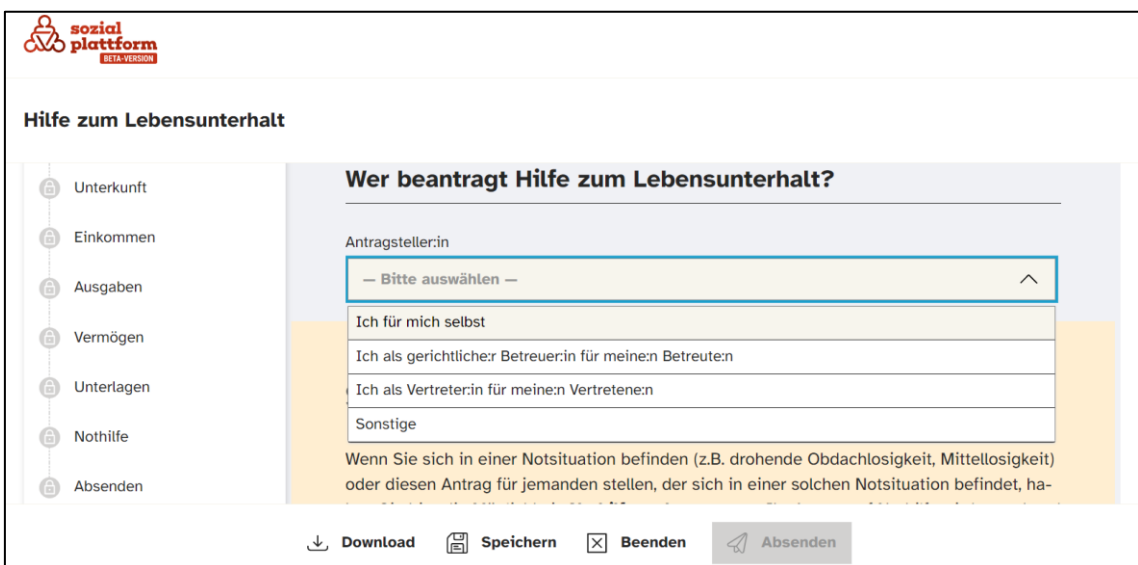 sozial
plattform
BETA-VERSION
Hilfe zum Lebensunterhalt
Unterkunft
Einkommen
Ausgaben
Vermögen
Unterlagen
Nothilfe
Absenden
Wer beantragt Hilfe zum Lebensunterhalt?
Antragsteller:in
— Bitte auswählen —
Ich für mich selbst
Ich als gerichtliche:r Betreuer:in für meine:n Betreute:n
Ich als Vertreter:in für meine:n Vertretene:n
Sonstige
Wenn Sie sich in einer Notsituation befinden (z.B. drohende Obdachlosigkeit, Mittellosigkeit)
oder diesen Antrag für jemanden stellen, der sich in einer solchen Notsituation befindet, ha-
Download Speichern Beenden Absenden